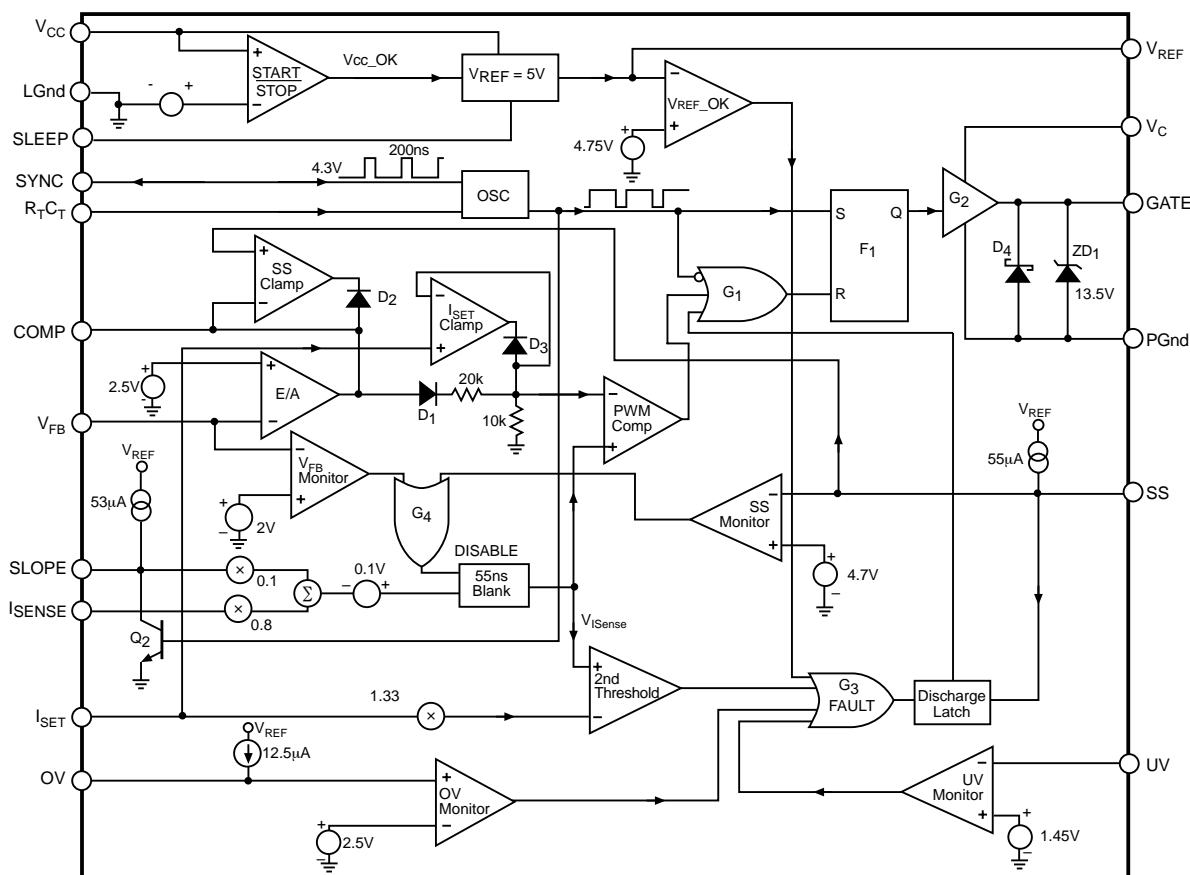 VCC
LGnd
SLEEP
SYNC
RTCT
COMP
VFB
SLOPE
ISENSE
ISET
OV
VREF
VC
GATE
PGnd
SS
UV
+
START
STOP
−
- +
Vcc_OK
VREF = 5V
−
VREF_OK
+
+
4.75V
200ns
4.3V
OSC
S
Q
F1
R
G2
D4
ZD1
13.5V
+
SS
Clamp
−
D2
−
ISET
Clamp
+
D3
G1
+
2.5V
-
+
E/A
−
D1
20k
10k
−
PWM
Comp
+
VREF
53μA
−
VFB
Monitor
+
+
−
2V
G4
−
SS
Monitor
+
+
4.7V
−
VREF
55μA
×
0.1
×
0.8
Σ
− 0.1V +
DISABLE
55ns
Blank
Q2
VISense
+
2nd
Threshold
−
1.33
×
G3
FAULT
Discharge
Latch
VREF
12.5μA
+
OV
Monitor
−
+
2.5V
−
−
UV
Monitor
+
+
1.45V
−